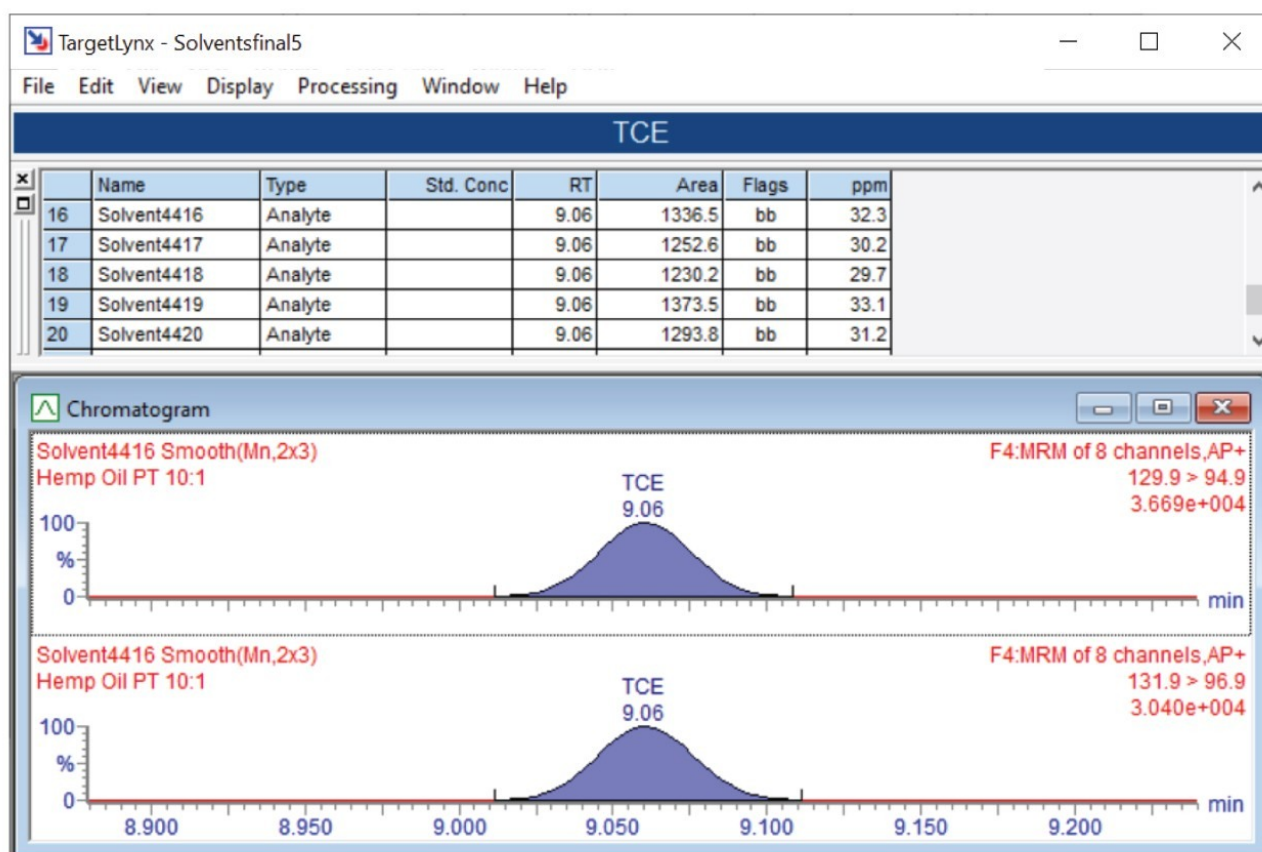 TargetLynx - Solventsfinal5
File Edit View Display Processing Window Help
TCE
Name Type Std. Conc RT Area Flags ppm
16 Solvent4416 Analyte 9.06 1336.5 bb 32.3
17 Solvent4417 Analyte 9.06 1252.6 bb 30.2
18 Solvent4418 Analyte 9.06 1230.2 bb 29.7
19 Solvent4419 Analyte 9.06 1373.5 bb 33.1
20 Solvent4420 Analyte 9.06 1293.8 bb 31.2
Chromatogram
Solvent4416 Smooth(Mn,2x3)
Hemp Oil PT 10:1
F4:MRM of 8 channels,AP+
129.9 > 94.9
3.669e+004
TCE
9.06
100
%
0
min
Solvent4416 Smooth(Mn,2x3)
Hemp Oil PT 10:1
F4:MRM of 8 channels,AP+
131.9 > 96.9
3.040e+004
TCE
9.06
100
%
0
min
8.900 8.950 9.000 9.050 9.100 9.150 9.200